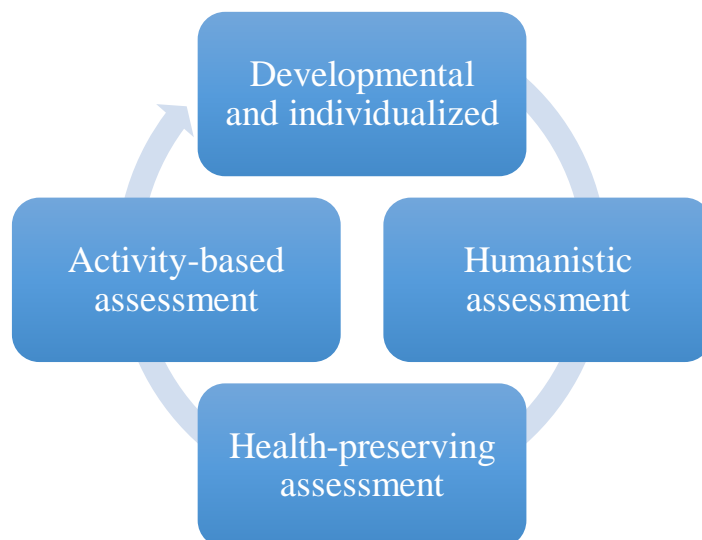 Developmental
and individualized
Activity-based
assessment
Humanistic
assessment
Health-preserving
assessment